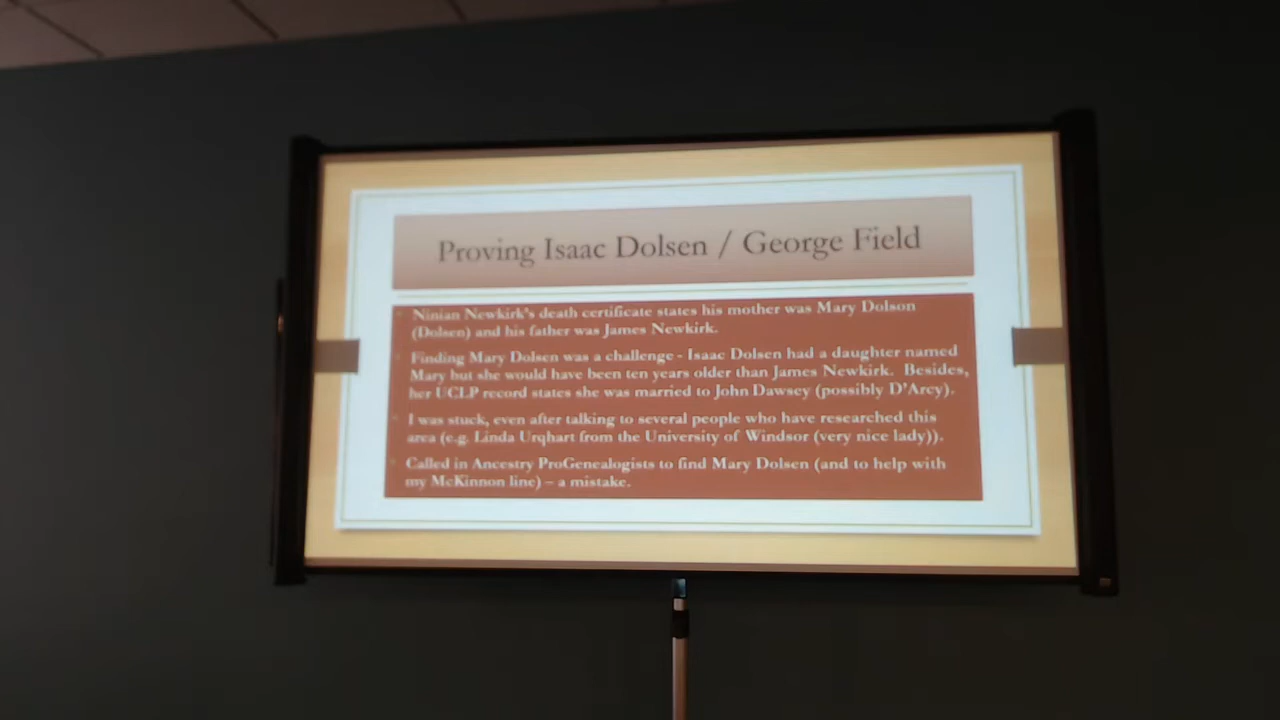 Proving Isaac Dolsen / George Field
Ninian Newkirk's death certificate states his mother was Mary Dolson
(Dolsen) and his father was James Newkirk.
Finding Mary Dolsen was a challenge - Isaac Dolsen had a daughter named
Mary but she would have been ten years older than James Newkirk. Besides,
her UCLP record states she was married to John Dawsey (possibly D'Arcy).
I was stuck, even after talking to several people who have researched this
area (e.g. Linda Urqhart from the University of Windsor (very nice lady)).
Called in Ancestry ProGenealogists to find Mary Dolsen (and to help with
my McKinnon line) – a mistake.